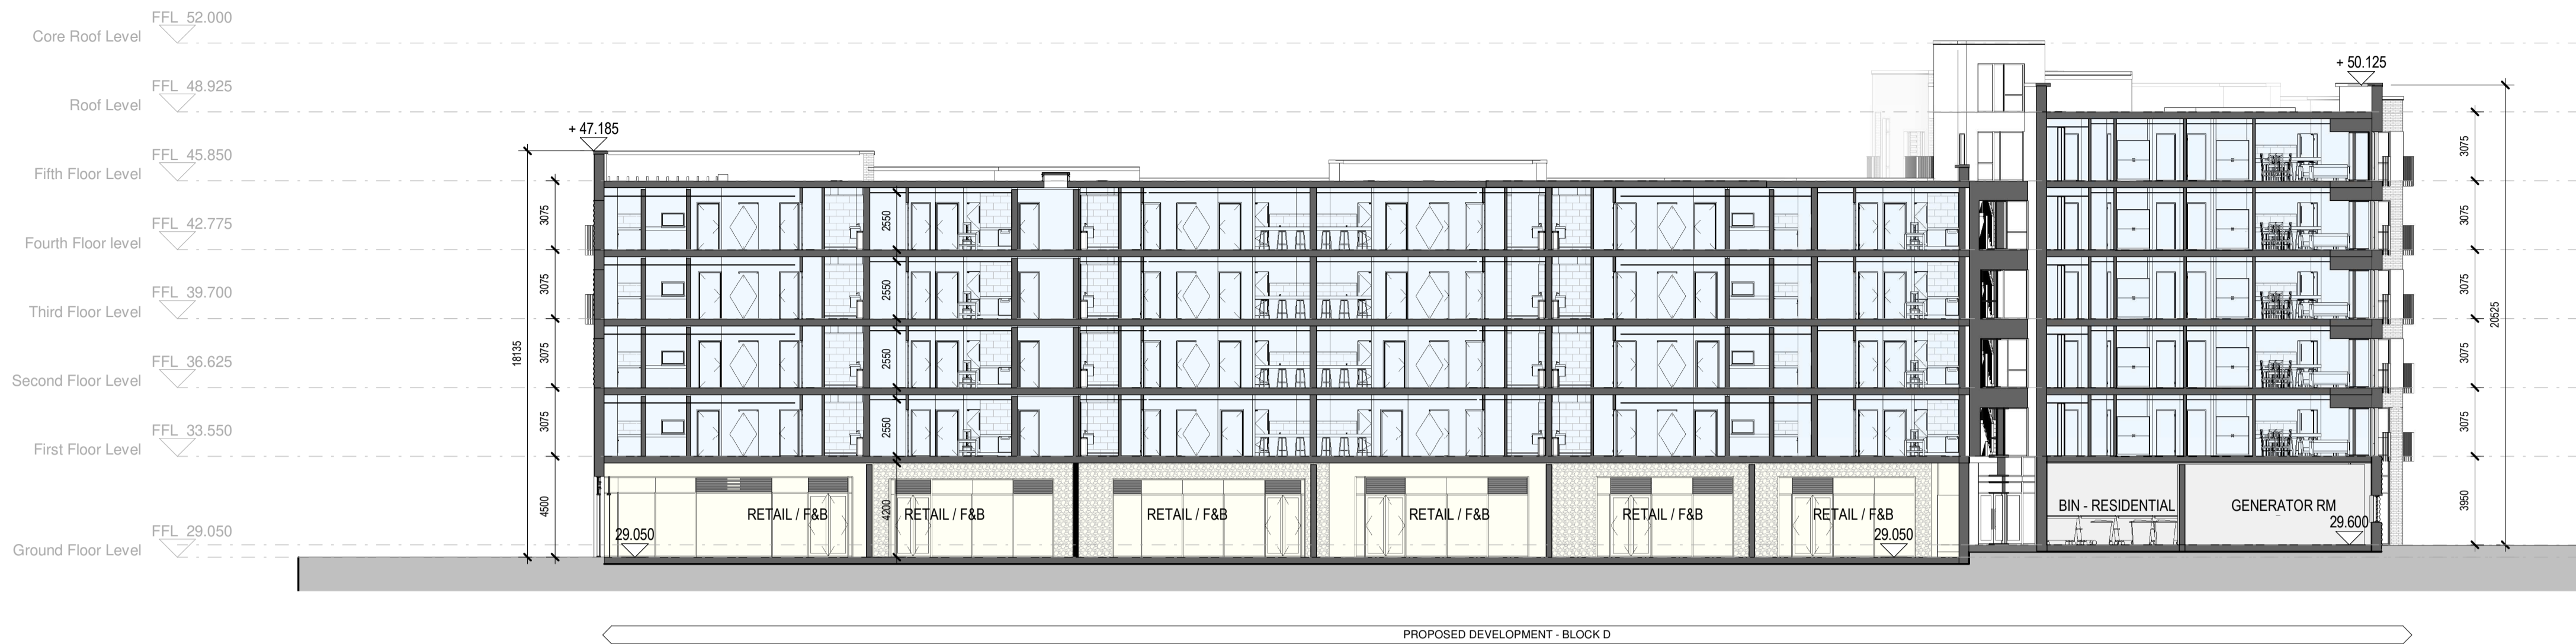 FFL 52.000
Core Roof Level
FFL 48.925
Roof Level
FFL 45.850
Fifth Floor Level
FFL 42.775
Fourth Floor level
FFL 39.700
Third Floor Level
FFL 36.625
Second Floor Level
FFL 33.550
First Floor Level
FFL 29.050
Ground Floor Level
+ 47.185
+ 50.125
18135
3075
3075
3075
3075
4500
2550
2550
2550
2550
4200
RETAIL / F&B
RETAIL / F&B
RETAIL / F&B
RETAIL / F&B
RETAIL / F&B
RETAIL / F&B
29.050
29.050
BIN - RESIDENTIAL
GENERATOR RM
29.600
3075
3075
3075
3075
3075
3950
20525
PROPOSED DEVELOPMENT - BLOCK D